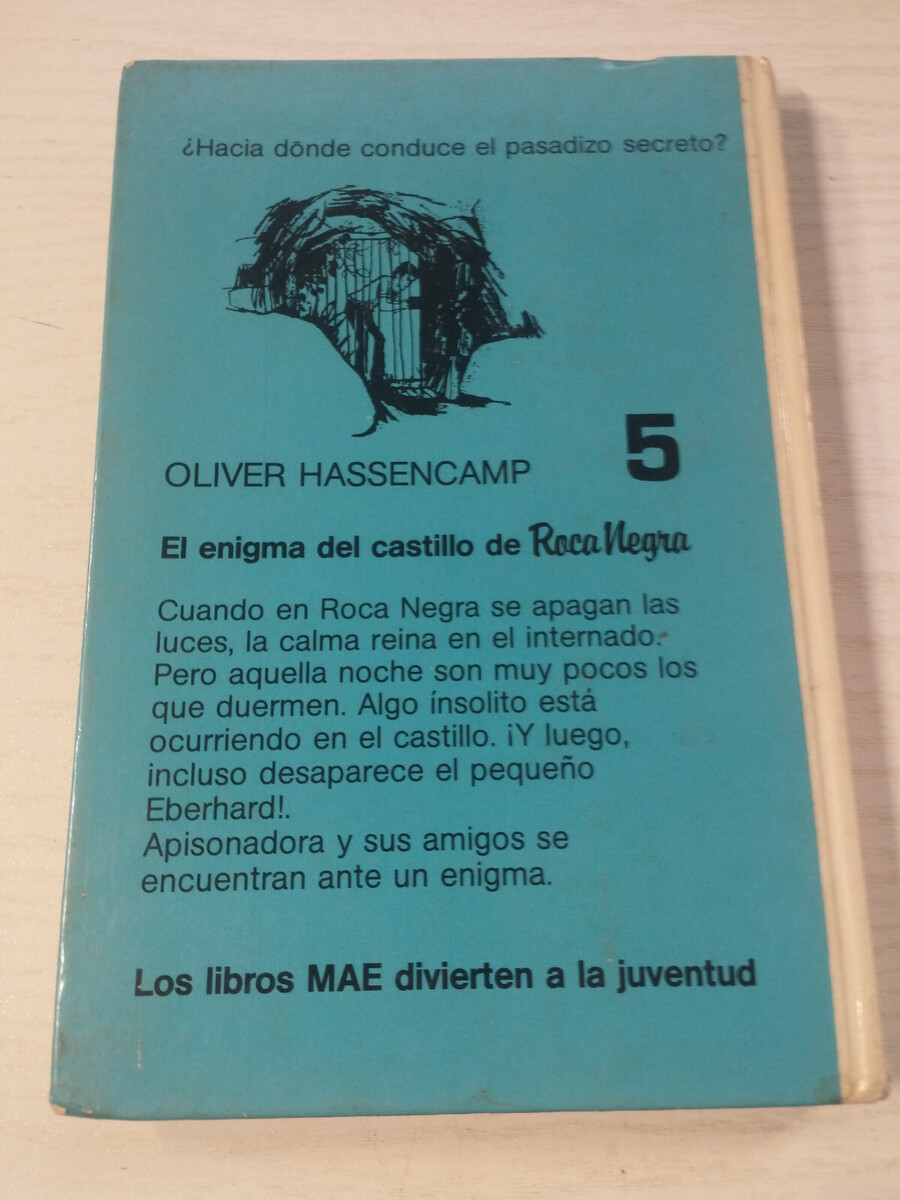 ¿Hacia dónde conduce el pasadizo secreto?
OLIVER HASSENCAMP
5
El enigma del castillo de Roca Negra
Cuando en Roca Negra se apagan las
luces, la calma reina en el internado.
Pero aquella noche son muy pocos los
que duermen. Algo ínsolito está
ocurriendo en el castillo. ¡Y luego,
incluso desaparece el pequeño
Eberhard!.
Apisonadora y sus amigos se
encuentran ante un enigma.
Los libros MAE divierten a la juventud